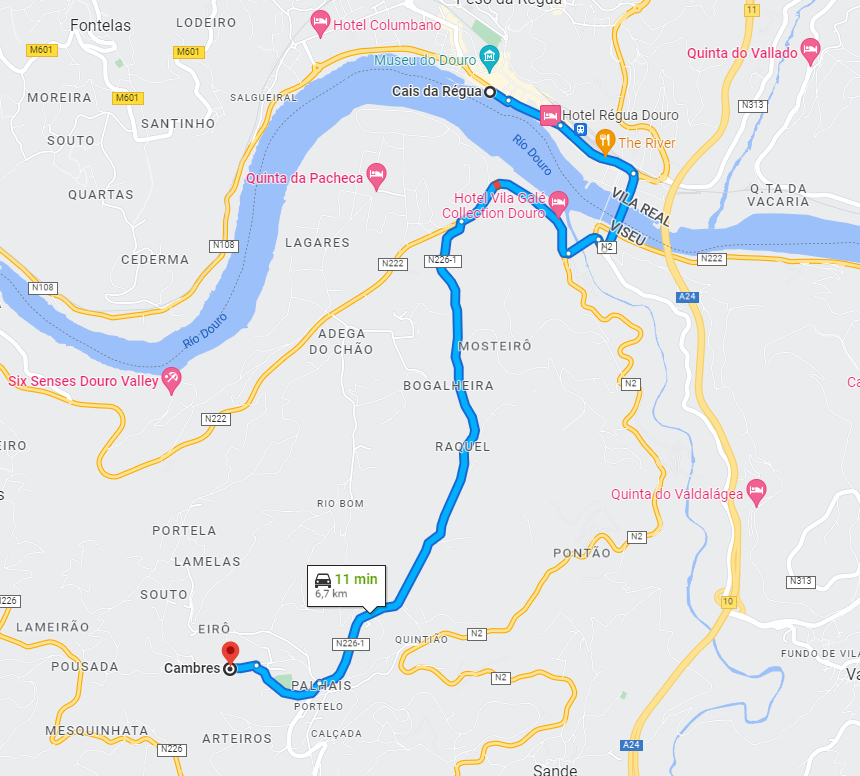 Peso da Régua
LODEIRO
11
Fontelas
Hotel Columbano
M601
M601
Museu do Douro
Quinta do Vallado
Cais da Régua
MOREIRA
M601
SALGUEIRAL
N313
Hotel Régua Douro
SANTINHO
SOUTO
Rio Douro
The River
Quinta da Pacheca
QUARTAS
Q.TA DA
VACARIA
Hotel Vila Galé
Collection Douro
VILA REAL
VISEU
LAGARES
N108
N2
CEDERMA
N222
N226-1
N222
N108
A24
Rio Douro
ADEGA
DO CHÃO
MOSTEIRÔ
Six Senses Douro Valley
BOGALHEIRA
N2
Ca
N222
EIRO
RAQUEL
s
Quinta do Valdalágea
RIO BOM
PORTELA
N2
PONTÃO
LAMELAS
11 min
6,7 km
N313
SOUTO
226
10
LAMEIRÃO
EIRÔ
N2
QUINTIÃO
N226-1
FUNDO DE VILA
Cambres
POUSADA
Va
N2
PALHAIS
PORTELO
MESQUINHATA
CALÇADA
ARTEIROS
N226
A24
Sande